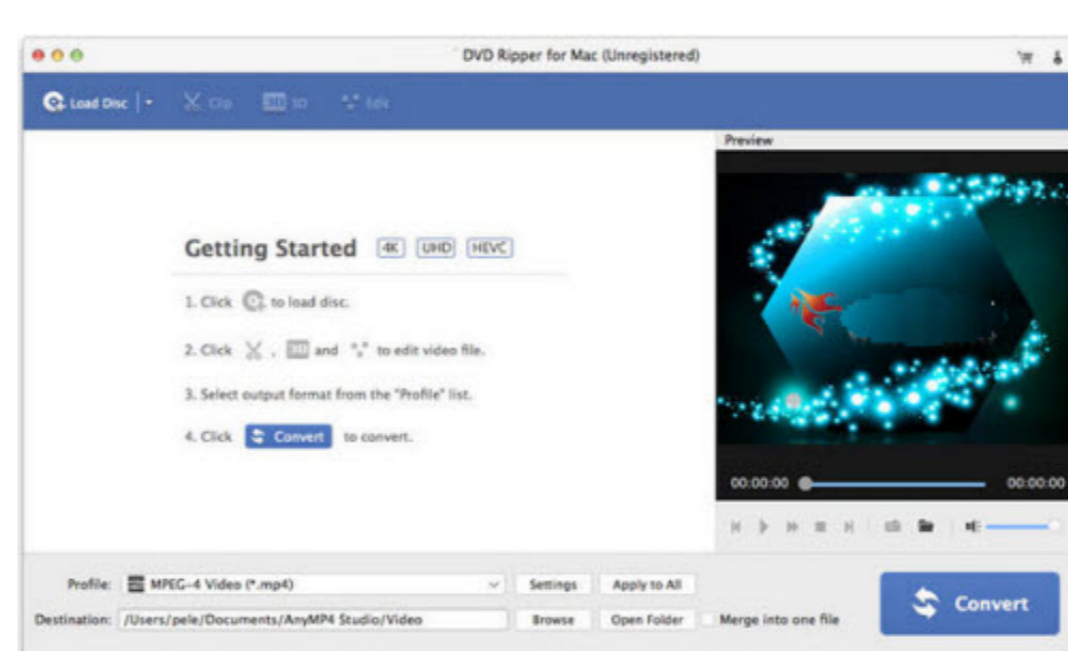 DVD Ripper for Mac (Unregistered)
Load Disc Clip 3D Edit
Preview
Getting Started 4K UHD HEVC
1. Click to load disc.
2. Click , 3D and to edit video file.
3. Select output format from the "Profile" list.
4. Click Convert to convert.
00:00:00 00:00:00
Profile: MPEG-4 Video (*.mp4) Settings Apply to All
Convert
Destination: /Users/pele/Documents/AnyMP4 Studio/Video Browse Open Folder Merge into one file